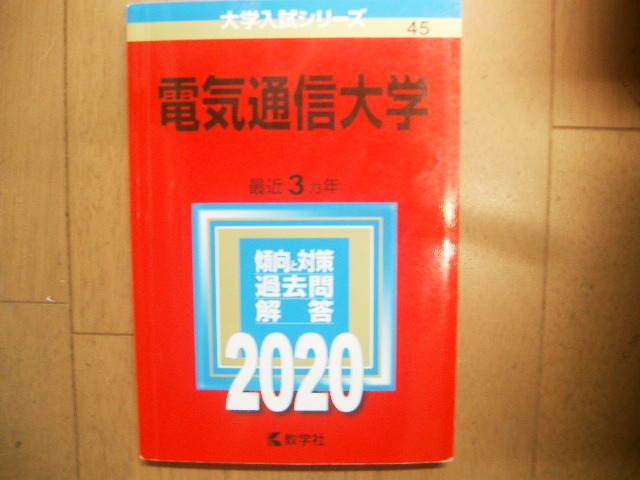 大学入試シリーズ
45
電気通信大学
最近3カ年
傾向と対策
過去問
解答
2020
数学社